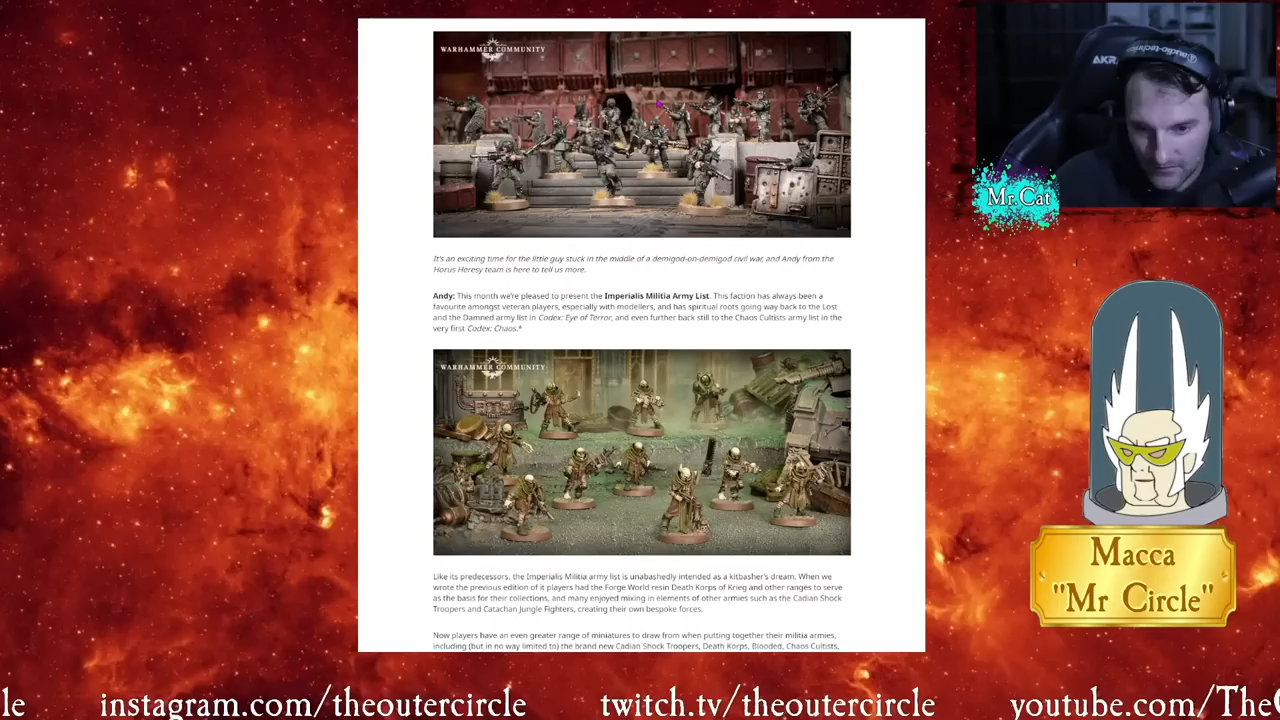 WARHAMMER COMMUNITY
It's an exciting time for the little guy stuck in the middle of a demigod-on-demigod civil war, and Andy from the
Horus Heresy team is here to tell us more.
Andy: This month we're pleased to present the Imperialis Militia Army List. This faction has always been a
favourite amongst veteran players, especially with modellers, and has spiritual roots going way back to the Lost
and the Damned army list in Codex: Eye of Terror, and even further back still to the Chaos Cultists army list in the
very first Codex: Chaos.*
WARHAMMER COMMUNITY
Like its predecessors, the Imperialis Militia army list is unabashedly intended as a kitbasher's dream. When we
wrote the previous edition of it players had the Forge World resin Death Korps of Krieg and other ranges to serve
as the basis for their collections, and many enjoyed mixing in elements of other armies such as the Cadian Shock
Troopers and Catachan Jungle Fighters, creating their own bespoke forces.
Now players have an even greater range of miniatures to draw from when putting together their militia armies,
including (but in no way limited to) the brand new Cadian Shock Troopers, Death Korps, Blooded, Chaos Cultists,
audio-technica
AKR
Mr.Cat
Macca
"Mr Circle"
le instagram.com/theoutercircle twitch.tv/theoutercircle youtube.com/TheC